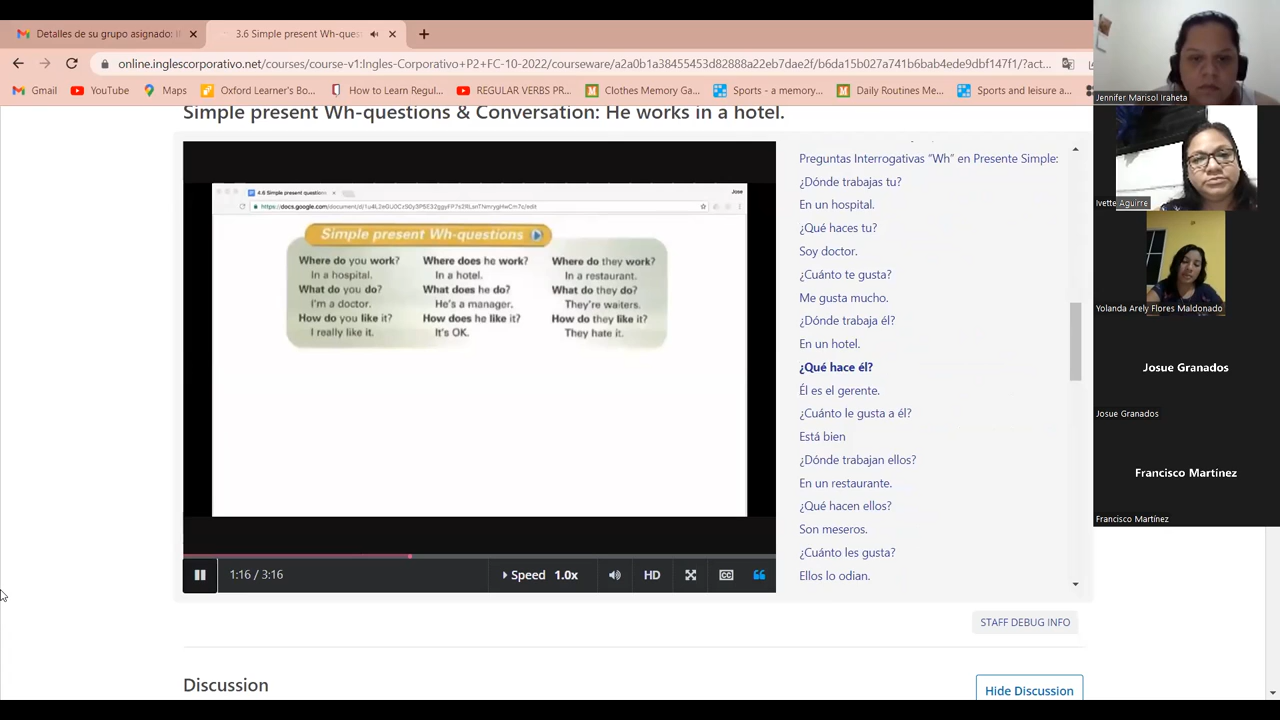 Detalles de su grupo asignado: I
3.6 Simple present Wh-ques
online.inglescorporativo.net/courses/course-v1:Ingles-Corporativo+P2+FC-10-2022/courseware/a2a0b1a38455453d82888a22eb7dae2f/b6da15b027a741b6bab4ede9dbf147f1/?act...
Gmail
YouTube
Maps
Oxford Learner's Bo...
How to Learn Regul...
REGULAR VERBS PR...
Clothes Memory Ga...
Sports - a memory...
Daily Routines Me...
Sports and leisure a...
Simple present Wh-questions & Conversation: He works in a hotel.
4.6 Simple present questions
Jose
Simple present Wh-questions
Where do you work? Where does he work? Where do they work?
In a hospital. In a hotel. In a restaurant.
What do you do? What does he do? What do they do?
I'm a doctor. He's a manager. They're waiters.
How do you like it? How does he like it? How do they like it?
I really like it. It's OK. They hate it.
1:16 / 3:16
Speed 1.0x
HD
CC
Preguntas Interrogativas “Wh” en Presente Simple:
¿Dónde trabajas tu?
En un hospital.
¿Qué haces tu?
Soy doctor.
¿Cuánto te gusta?
Me gusta mucho.
¿Dónde trabaja él?
En un hotel.
¿Qué hace él?
Él es el gerente.
¿Cuánto le gusta a él?
Está bien
¿Dónde trabajan ellos?
En un restaurante.
¿Qué hacen ellos?
Son meseros.
¿Cuánto les gusta?
Ellos lo odian.
STAFF DEBUG INFO
Discussion
Hide Discussion
Jennifer Marisol Iraheta
Ivette Aguirre
Yolanda Arely Flores Maldonado
Josue Granados
Josue Granados
Francisco Martínez
Francisco Martínez